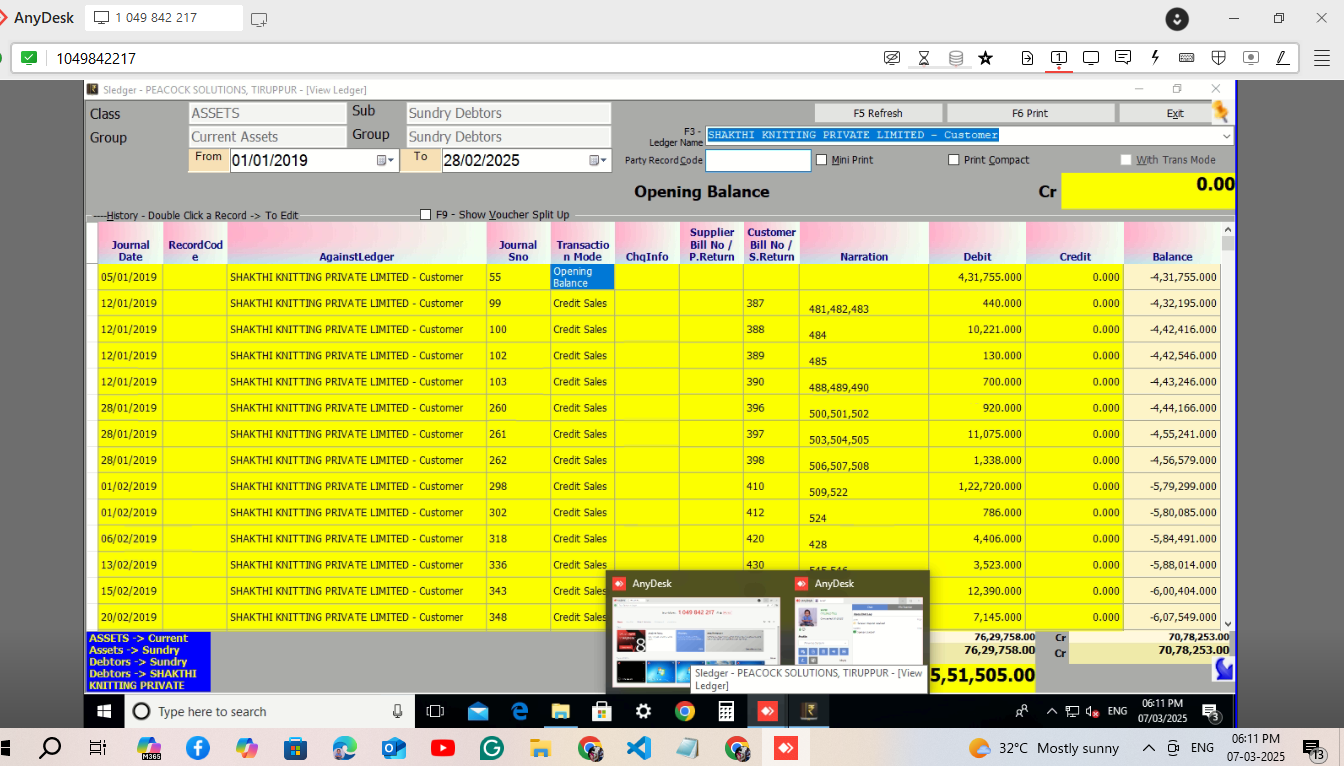 AnyDesk 1 049 842 217
1049842217
Sledger - PEACOCK SOLUTIONS, TIRUPPUR - [View Ledger]
Class ASSETS Sub Sundry Debtors F5 Refresh F6 Print Exit
Group Current Assets Group Sundry Debtors F3 - Ledger Name SHAKTHI KNITTING PRIVATE LIMITED - Customer
From 01/01/2019 To 28/02/2025 Party Record Code Mini Print Print Compact With Trans Mode
Opening Balance Cr 0.00
----History - Double Click a Record -> To Edit F9 - Show Voucher Split Up
Journal Date RecordCode AgainstLedger Journal Sno Transaction Mode ChqInfo Supplier Bill No / P.Return Customer Bill No / S.Return Narration Debit Credit Balance
05/01/2019 SHAKTHI KNITTING PRIVATE LIMITED - Customer 55 Opening Balance 4,31,755.000 0.000 -4,31,755.000
12/01/2019 SHAKTHI KNITTING PRIVATE LIMITED - Customer 99 Credit Sales 387 481,482,483 440.000 0.000 -4,32,195.000
12/01/2019 SHAKTHI KNITTING PRIVATE LIMITED - Customer 100 Credit Sales 388 484 10,221.000 0.000 -4,42,416.000
12/01/2019 SHAKTHI KNITTING PRIVATE LIMITED - Customer 102 Credit Sales 389 485 130.000 0.000 -4,42,546.000
12/01/2019 SHAKTHI KNITTING PRIVATE LIMITED - Customer 103 Credit Sales 390 488,489,490 700.000 0.000 -4,43,246.000
28/01/2019 SHAKTHI KNITTING PRIVATE LIMITED - Customer 260 Credit Sales 396 500,501,502 920.000 0.000 -4,44,166.000
28/01/2019 SHAKTHI KNITTING PRIVATE LIMITED - Customer 261 Credit Sales 397 503,504,505 11,075.000 0.000 -4,55,241.000
28/01/2019 SHAKTHI KNITTING PRIVATE LIMITED - Customer 262 Credit Sales 398 506,507,508 1,338.000 0.000 -4,56,579.000
01/02/2019 SHAKTHI KNITTING PRIVATE LIMITED - Customer 298 Credit Sales 410 509,522 1,22,720.000 0.000 -5,79,299.000
01/02/2019 SHAKTHI KNITTING PRIVATE LIMITED - Customer 302 Credit Sales 412 524 786.000 0.000 -5,80,085.000
06/02/2019 SHAKTHI KNITTING PRIVATE LIMITED - Customer 318 Credit Sales 420 428 4,406.000 0.000 -5,84,491.000
13/02/2019 SHAKTHI KNITTING PRIVATE LIMITED - Customer 336 Credit Sales 430 3,523.000 0.000 -5,88,014.000
15/02/2019 SHAKTHI KNITTING PRIVATE LIMITED - Customer 343 Credit Sales 12,390.000 0.000 -6,00,404.000
20/02/2019 SHAKTHI KNITTING PRIVATE LIMITED - Customer 348 Credit Sales 7,145.000 0.000 -6,07,549.000
AnyDesk AnyDesk
1 049 842 217
ASSETS -> Current 76,29,758.00 Cr 70,78,253.00
Assets -> Sundry 76,29,758.00 Cr 70,78,253.00
Debtors -> Sundry
Debtors -> SHAKTHI 5,51,505.00
KNITTING PRIVATE
Sledger - PEACOCK SOLUTIONS, TIRUPPUR - [View Ledger]
Type here to search ENG 06:11 PM 07/03/2025 3
M365 32°C Mostly sunny ENG 06:11 PM 07-03-2025 13